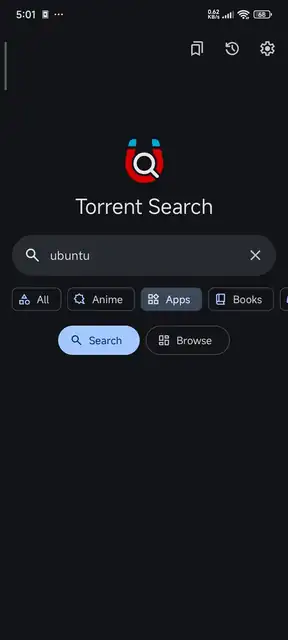 5:01 ... 0.62 KB/S 68
Torrent Search
ubuntu
All Anime Apps Books
Search Browse